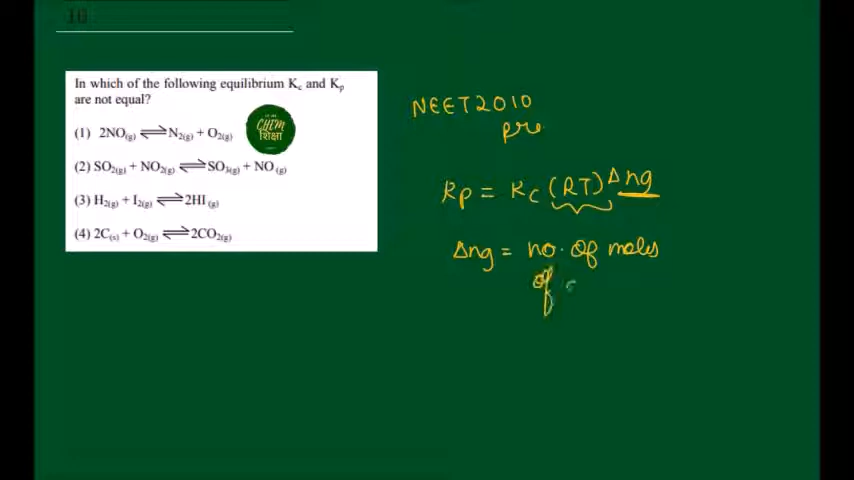 16
In which of the following equilibrium Kc and Kp
are not equal?
(1) 2NO(g) ⇌ N2(g) + O2(g)
CHEM
शिक्षा
(2) SO2(g) + NO2(g) ⇌ SO3(g) + NO(g)
(3) H2(g) + I2(g) ⇌ 2HI(g)
(4) 2C(s) + O2(g) ⇌ 2CO2(g)
NEET2010
pre
Kp = Kc (RT)^Δng
Δng = no. of moles
of